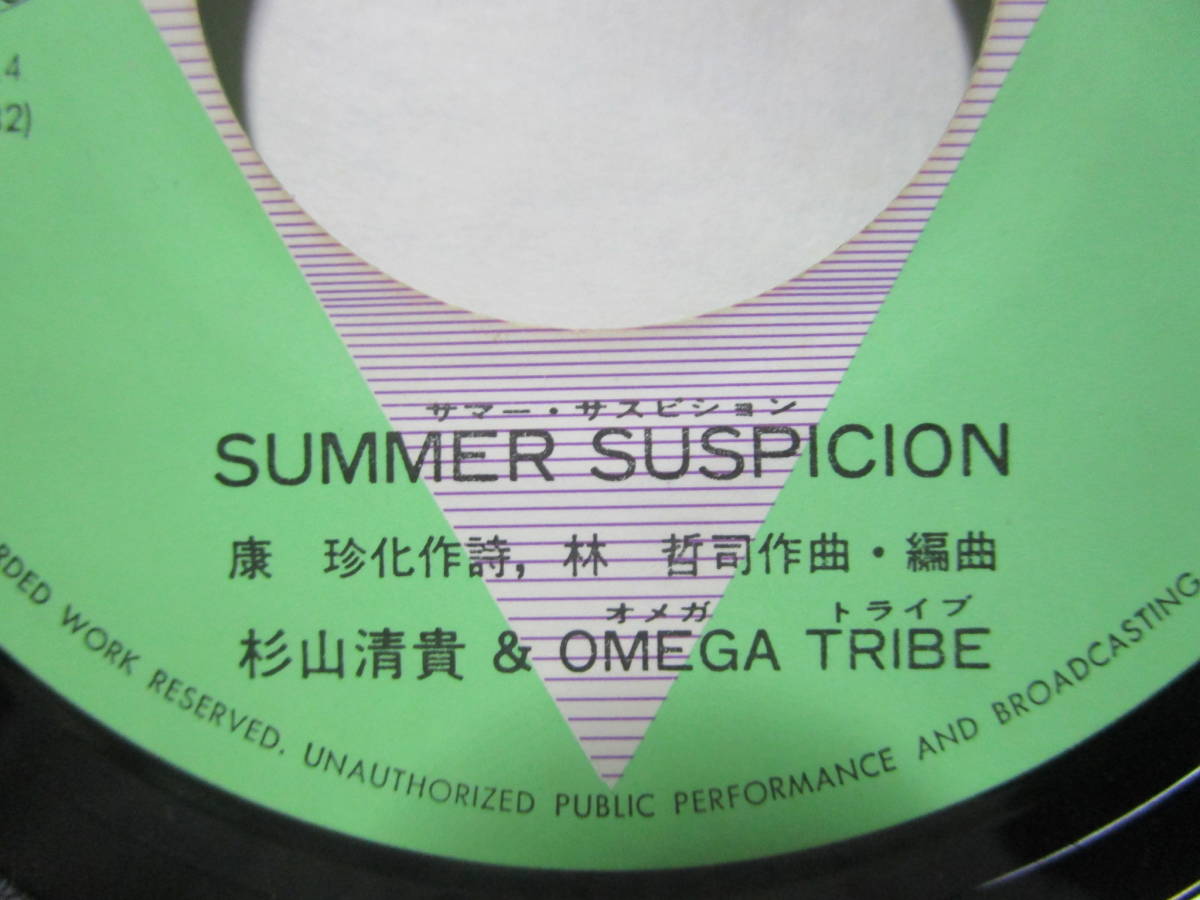 4
32)
サマー・サスピション
SUMMER SUSPICION
康　珍化作詩, 林　哲司作曲・編曲
オメガ　トライブ
杉山清貴 & OMEGA TRIBE
WORK RESERVED. UNAUTHORIZED PUBLIC PERFORMANCE AND BROADCASTING